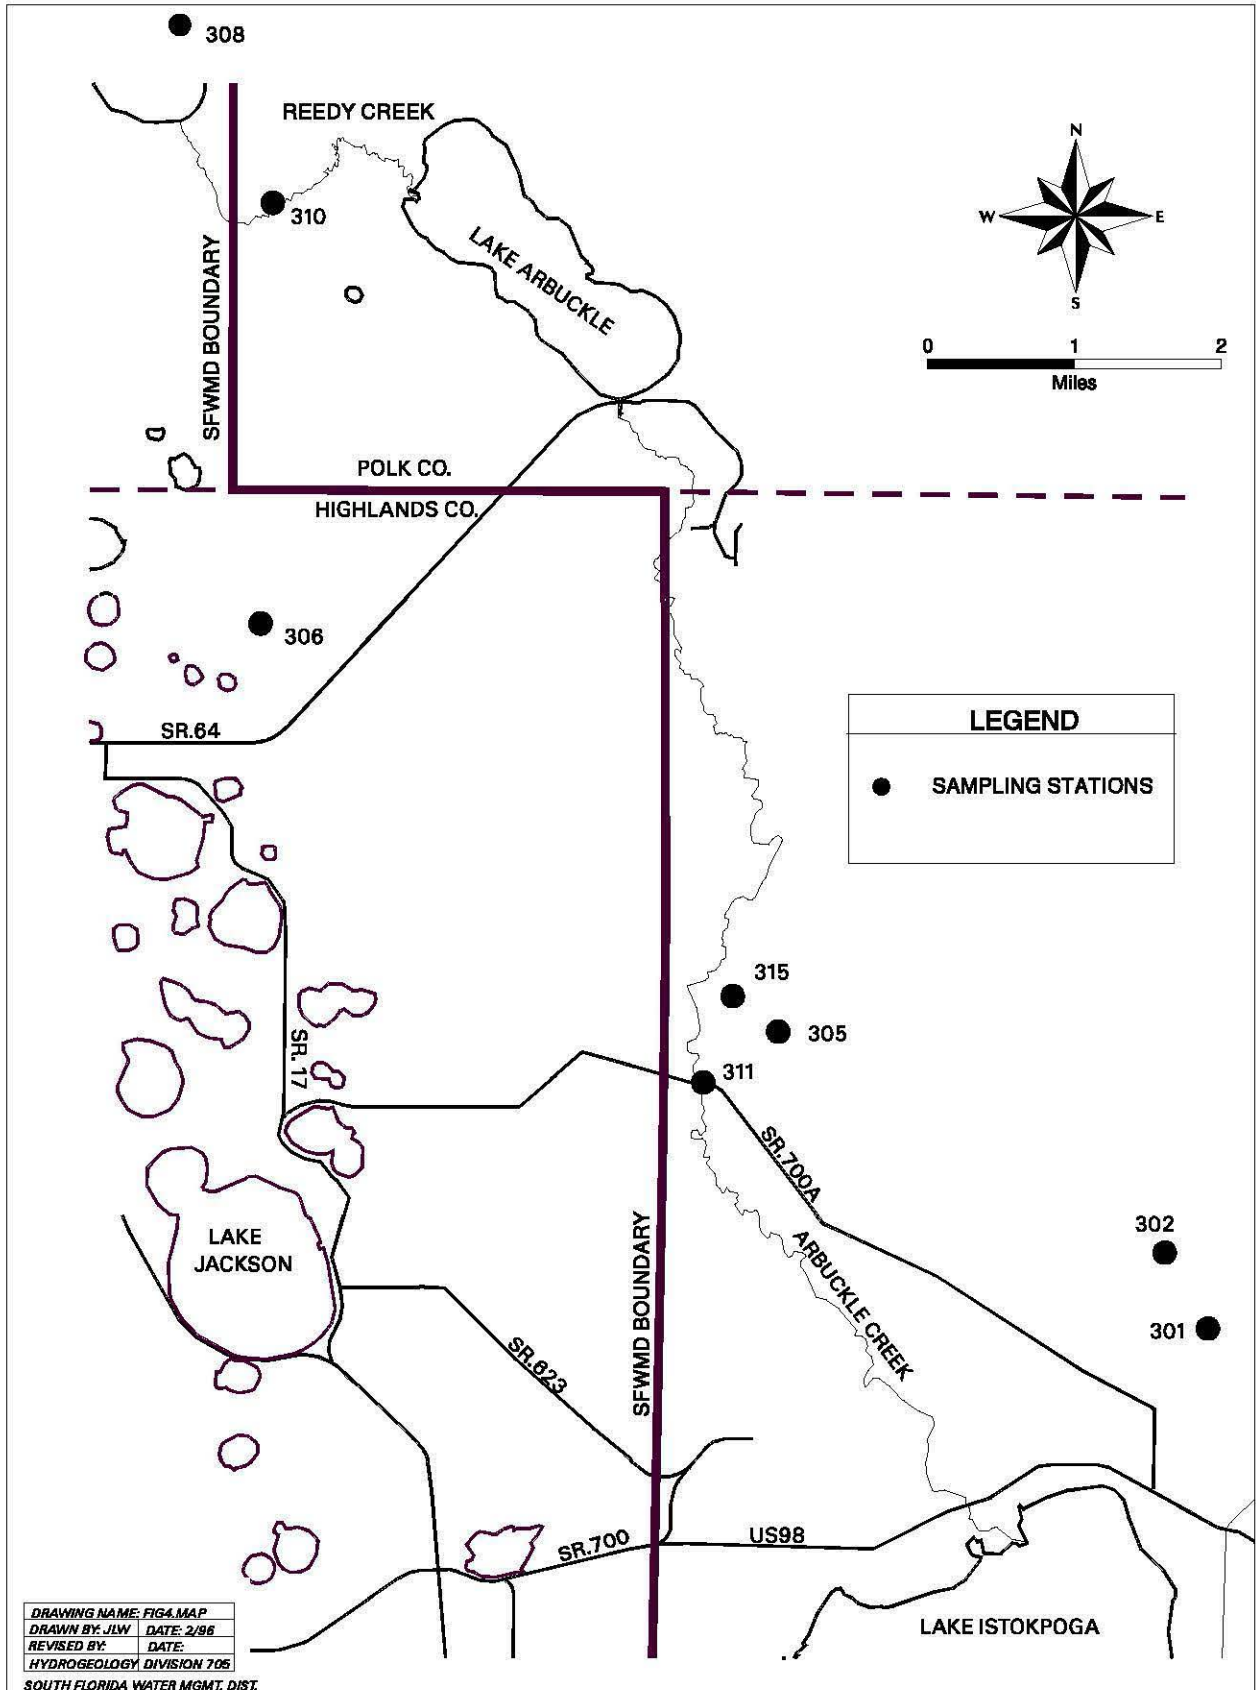 308
REEDY CREEK
N
310
W
E
LAKE ARBUCKLE
S
SFWMD BOUNDARY
0 1 2
Miles
POLK CO.
HIGHLANDS CO.
306
SR.64
LEGEND
SAMPLING STATIONS
315
305
SR. 17
311
SR.700A
302
LAKE
JACKSON
ARBUCKLE CREEK
SFWMD BOUNDARY
301
SR.623
SR.700
US98
LAKE ISTOKPOGA
DRAWING NAME: FIG4.MAP
DRAWN BY: JLW DATE: 2/96
REVISED BY: DATE:
HYDROGEOLOGY DIVISION 705
SOUTH FLORIDA WATER MGMT. DIST.